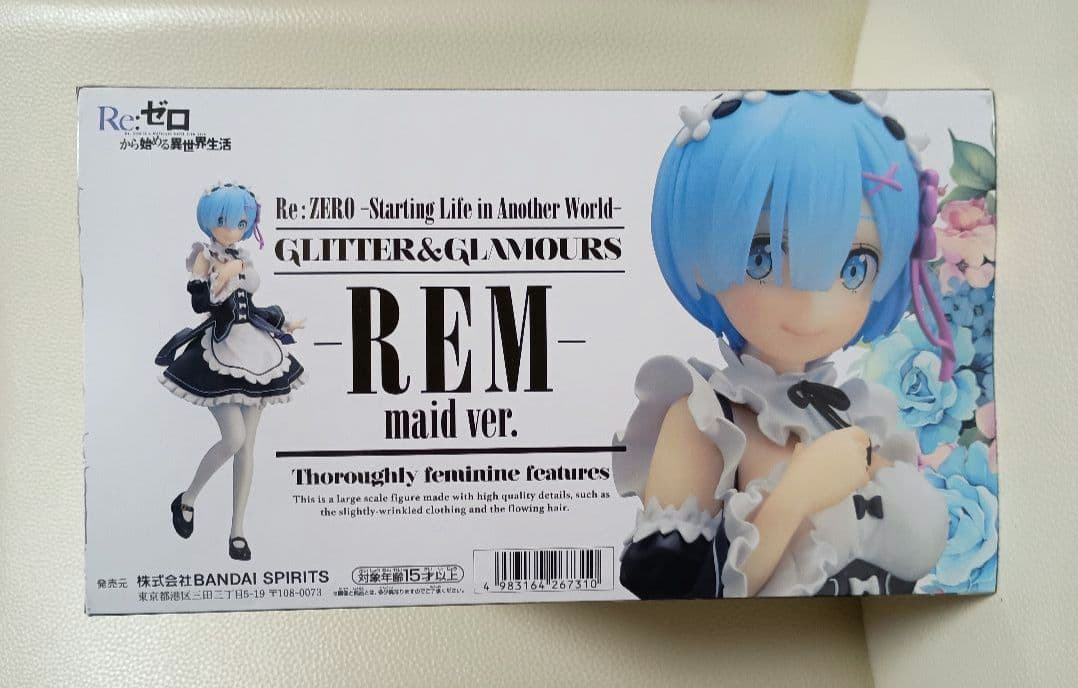 Re:ゼロ
から始める異世界生活
Re:ZERO -Starting Life in Another World-
GLITTER&GLAMOURS
-REM-
maid ver.
Thoroughly feminine features
This is a large scale figure made with high quality details, such as
the slightly-wrinkled clothing and the flowing hair.
発売元 株式会社BANDAI SPIRITS
東京都港区三田二丁目5-19 〒108-0073
対象年齢15才以上
4 983164 267310